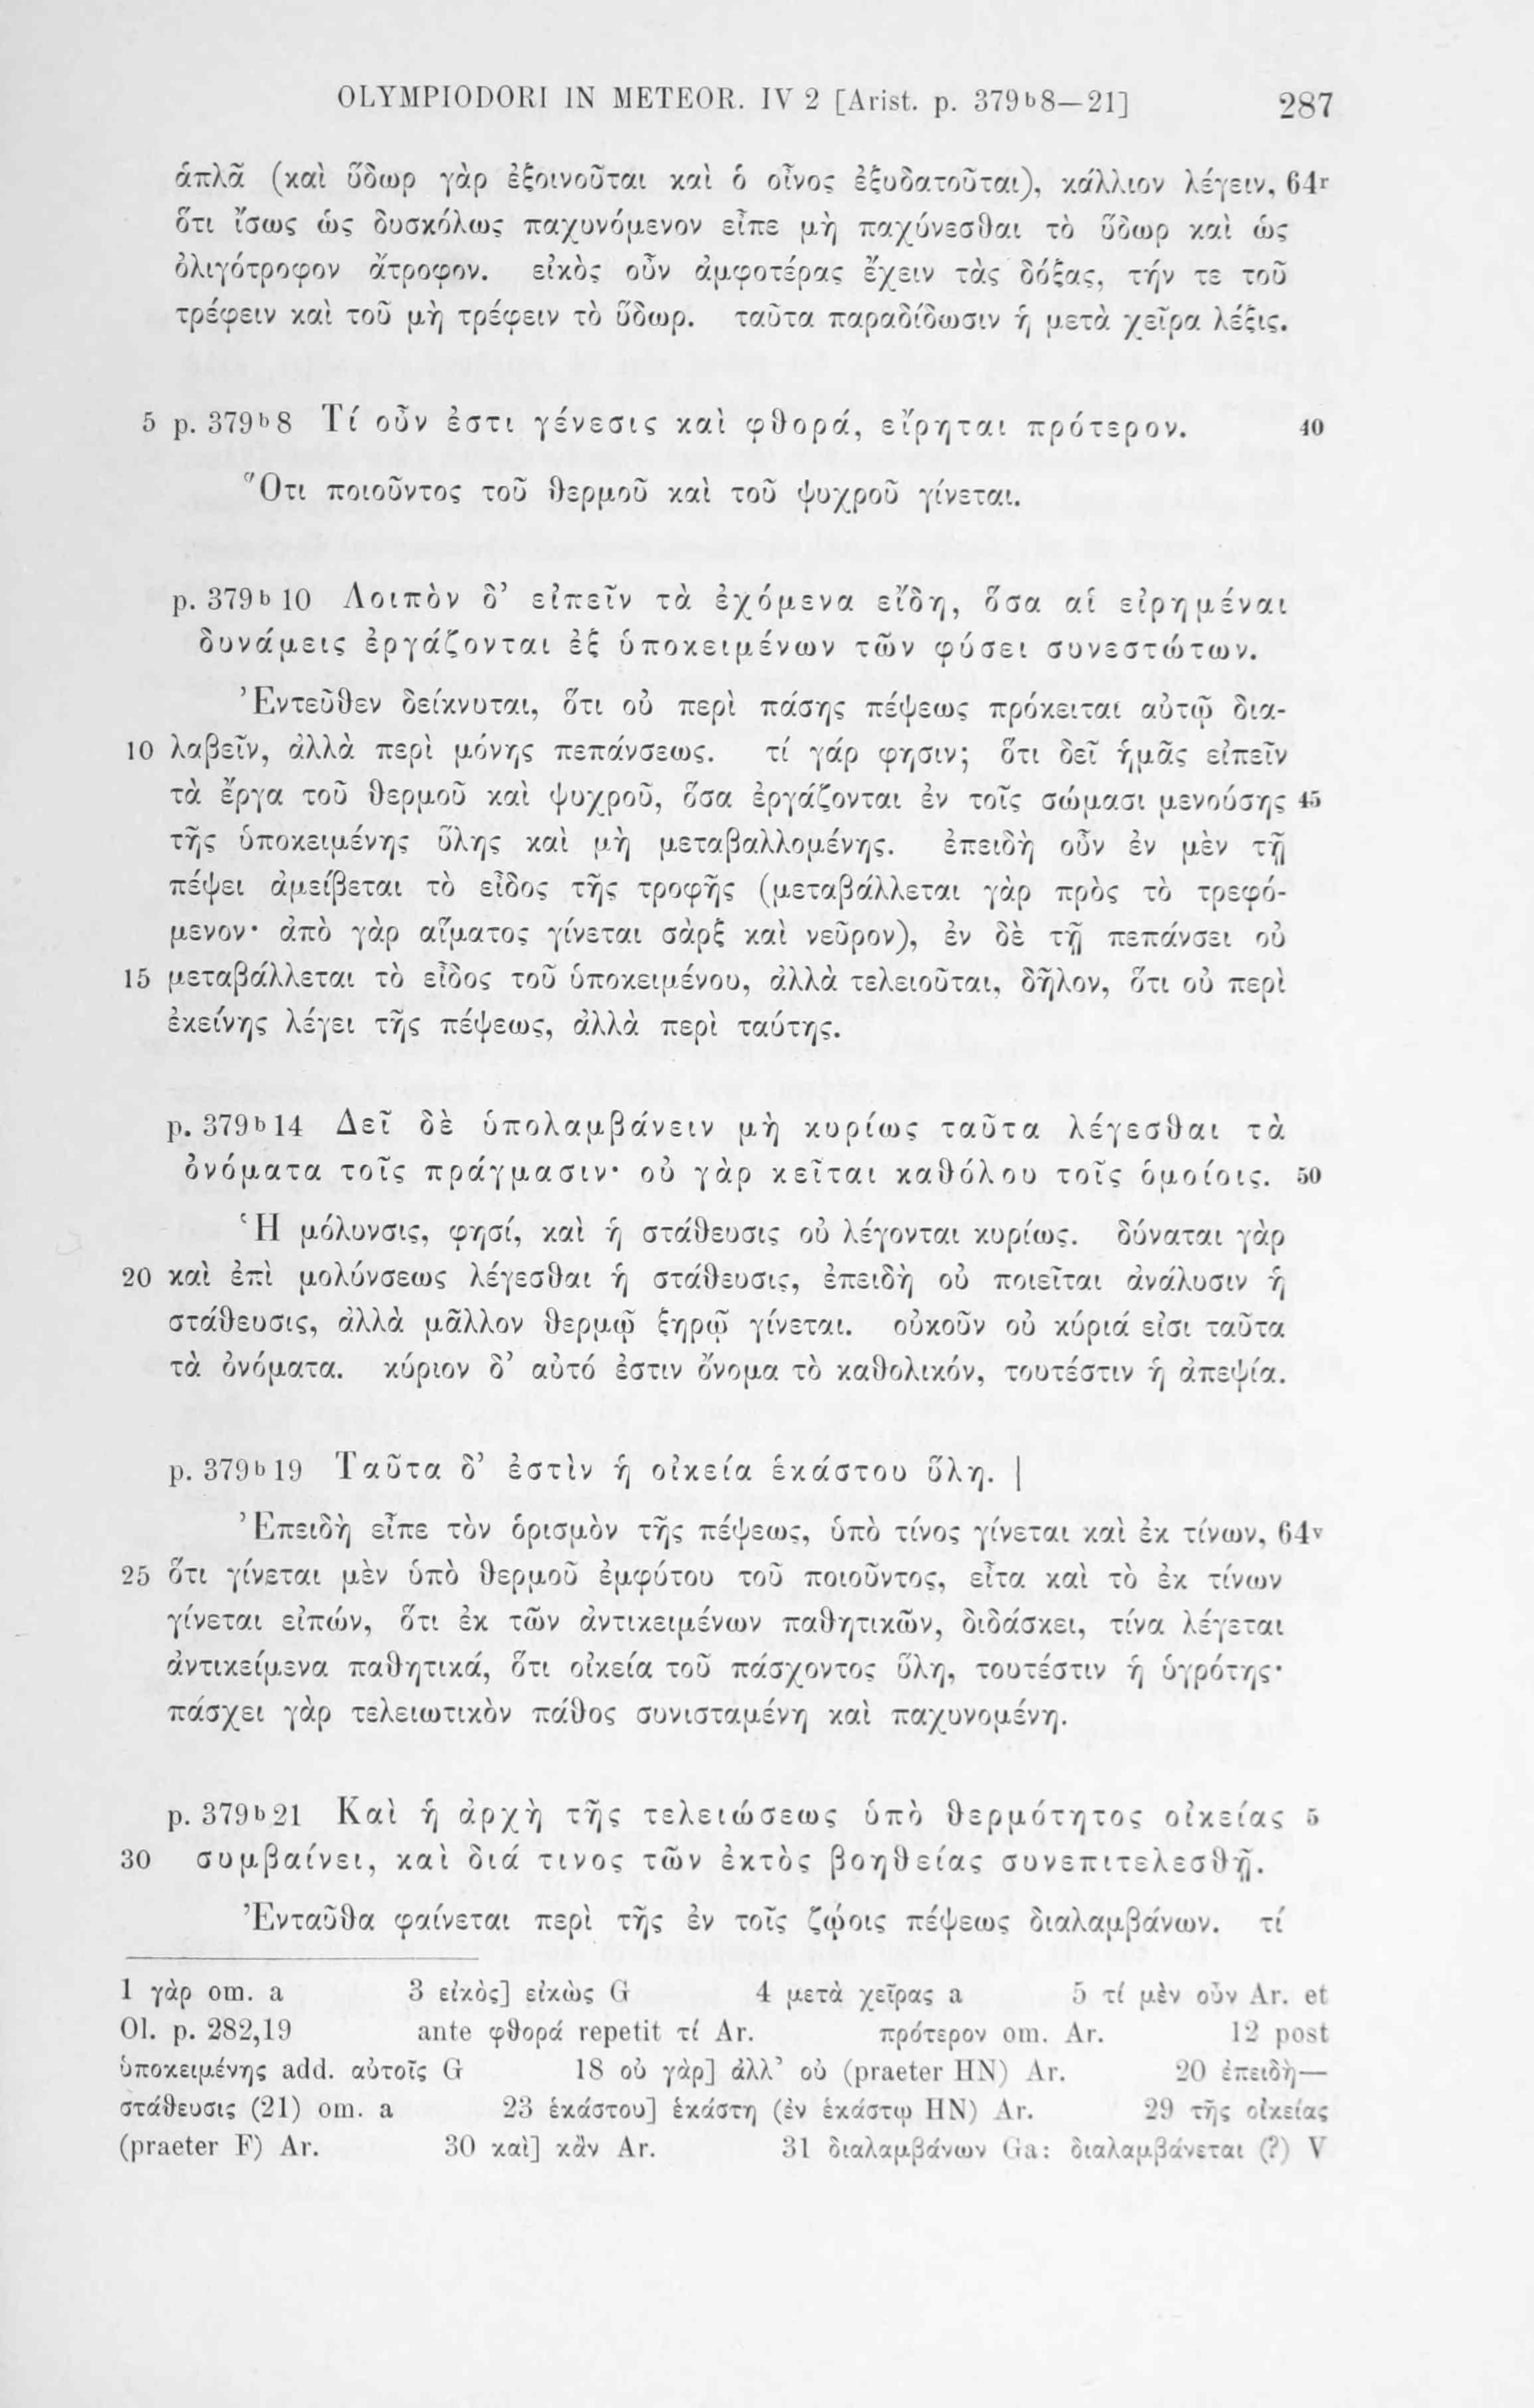 OLYMPIODORI IN METEOR. IV 2 [Arist. p. 379ᵇ8—21] 287
ἁπλᾶ (καὶ ὕδωρ γὰρ ἐξοινοῦται καὶ ὁ οἶνος ἐξυδατοῦται), κάλλιον λέγειν, 64ʳ
ὅτι ἴσως ὡς δυσκόλως παχυνόμενον εἶπε μὴ παχύνεσθαι τὸ ὕδωρ καὶ ὡς
ὀλιγότροφον ἄτροφον. εἰκὸς οὖν ἀμφοτέρας ἔχειν τὰς δόξας, τήν τε τοῦ
τρέφειν καὶ τοῦ μὴ τρέφειν τὸ ὕδωρ. ταῦτα παραδίδωσιν ἡ μετὰ χεῖρα λέξις.
5 p. 379ᵇ8 Τί οὖν ἐστι γένεσις καὶ φθορά, εἴρηται πρότερον. 40
Ὅτι ποιοῦντος τοῦ θερμοῦ καὶ τοῦ ψυχροῦ γίνεται.
p. 379ᵇ10 Λοιπὸν δ’ εἰπεῖν τὰ ἐχόμενα εἴδη, ὅσα αἱ εἰρημέναι
δυνάμεις ἐργάζονται ἐξ ὑποκειμένων τῶν φύσει συνεστώτων.
Ἐντεῦθεν δείκνυται, ὅτι οὐ περὶ πάσης πέψεως πρόκειται αὐτῷ δια-
10 λαβεῖν, ἀλλὰ περὶ μόνης πεπάνσεως. τί γάρ φησιν; ὅτι δεῖ ἡμᾶς εἰπεῖν
τὰ ἔργα τοῦ θερμοῦ καὶ ψυχροῦ, ὅσα ἐργάζονται ἐν τοῖς σώμασι μενούσης 45
τῆς ὑποκειμένης ὕλης καὶ μὴ μεταβαλλομένης. ἐπειδὴ οὖν ἐν μὲν τῇ
πέψει ἀμείβεται τὸ εἶδος τῆς τροφῆς (μεταβάλλεται γὰρ πρὸς τὸ τρεφό-
μενον· ἀπὸ γὰρ αἵματος γίνεται σὰρξ καὶ νεῦρον), ἐν δὲ τῇ πεπάνσει οὐ
15 μεταβάλλεται τὸ εἶδος τοῦ ὑποκειμένου, ἀλλὰ τελειοῦται, δῆλον, ὅτι οὐ περὶ
ἐκείνης λέγει τῆς πέψεως, ἀλλὰ περὶ ταύτης.
p. 379ᵇ14 Δεῖ δὲ ὑπολαμβάνειν μὴ κυρίως ταῦτα λέγεσθαι τὰ
ὀνόματα τοῖς πράγμασιν· οὐ γὰρ κεῖται καθόλου τοῖς ὁμοίοις. 50
Ἡ μόλυνσις, φησί, καὶ ἡ στάθευσις οὐ λέγονται κυρίως. δύναται γὰρ
20 καὶ ἐπὶ μολύνσεως λέγεσθαι ἡ στάθευσις, ἐπειδὴ οὐ ποιεῖται ἀνάλυσιν ἡ
στάθευσις, ἀλλὰ μᾶλλον θερμῷ ξηρῷ γίνεται. οὐκοῦν οὐ κύριά εἰσι ταῦτα
τὰ ὀνόματα. κύριον δ’ αὐτό ἐστιν ὄνομα τὸ καθολικόν, τουτέστιν ἡ ἀπεψία.
p. 379ᵇ19 Ταῦτα δ’ ἐστὶν ἡ οἰκεία ἑκάστου ὕλη. |
Ἐπειδὴ εἶπε τὸν ὁρισμὸν τῆς πέψεως, ὑπὸ τίνος γίνεται καὶ ἐκ τίνων, 64ᵛ
25 ὅτι γίνεται μὲν ὑπὸ θερμοῦ ἐμφύτου τοῦ ποιοῦντος, εἶτα καὶ τὸ ἐκ τίνων
γίνεται εἰπών, ὅτι ἐκ τῶν ἀντικειμένων παθητικῶν, διδάσκει, τίνα λέγεται
ἀντικείμενα παθητικά, ὅτι οἰκεία τοῦ πάσχοντος ὕλη, τουτέστιν ἡ ὑγρότης·
πάσχει γὰρ τελειωτικὸν πάθος συνισταμένη καὶ παχυνομένη.
p. 379ᵇ21 Καὶ ἡ ἀρχὴ τῆς τελειώσεως ὑπὸ θερμότητος οἰκείας 5
30 συμβαίνει, καὶ διά τινος τῶν ἐκτὸς βοηθείας συνεπιτελεσθῇ.
Ἐνταῦθα φαίνεται περὶ τῆς ἐν τοῖς ζῴοις πέψεως διαλαμβάνων. τί
1 γὰρ om. a 3 εἰκὸς] εἰκὼς G 4 μετὰ χεῖρας a 5 τί μὲν οὖν Ar. et
Ol. p. 282,19 ante φθορά repetit τί Ar. πρότερον om. Ar. 12 post
ὑποκειμένης add. αὐτοῖς G 18 οὐ γὰρ] ἀλλ’ οὐ (praeter HN) Ar. 20 ἐπειδὴ—
στάθευσις (21) om. a 23 ἑκάστου] ἑκάστη (ἐν ἑκάστῳ HN) Ar. 29 τῆς οἰκείας
(praeter F) Ar. 30 καὶ] κἂν Ar. 31 διαλαμβάνων Ga: διαλαμβάνεται (?) V